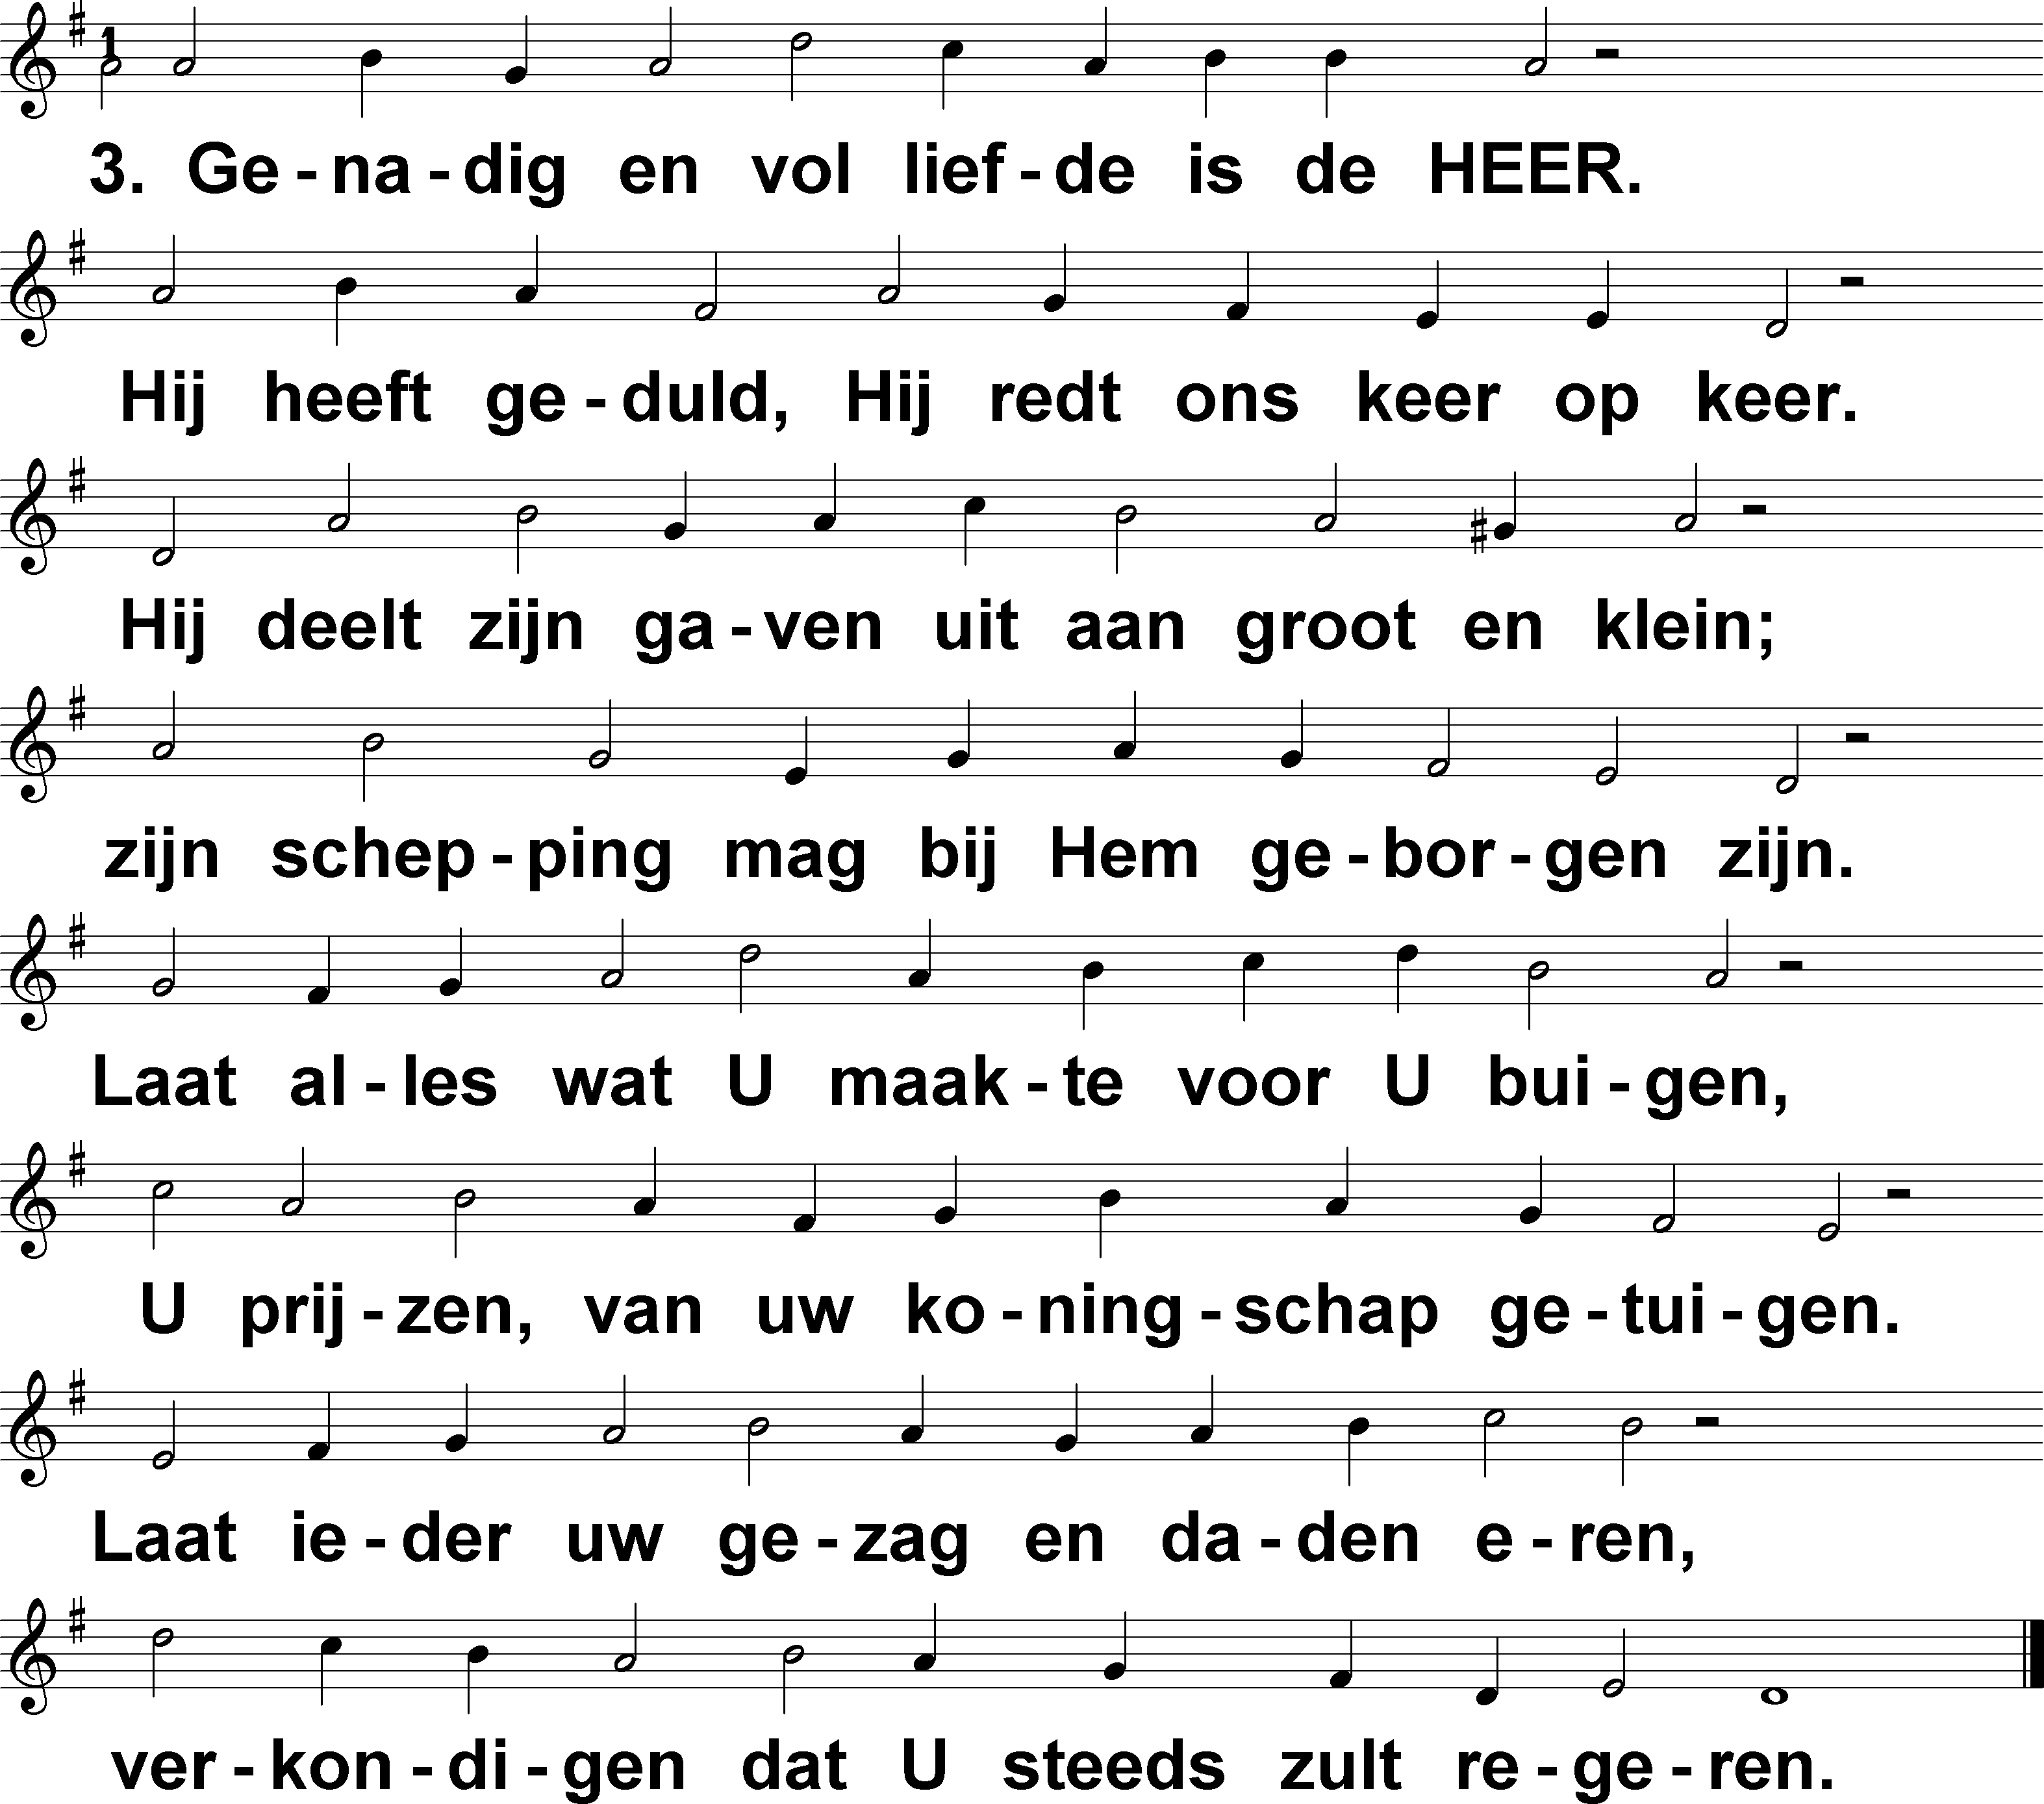 1
3. Ge - na - dig en vol lief - de is de HEER.
Hij heeft ge - duld, Hij redt ons keer op keer.
Hij deelt zijn ga - ven uit aan groot en klein;
zijn schep - ping mag bij Hem ge - bor - gen zijn.
Laat al - les wat U maak - te voor U bui - gen,
U prij - zen, van uw ko - ning - schap ge - tui - gen.
Laat ie - der uw ge - zag en da - den e - ren,
ver - kon - di - gen dat U steeds zult re - ge - ren.